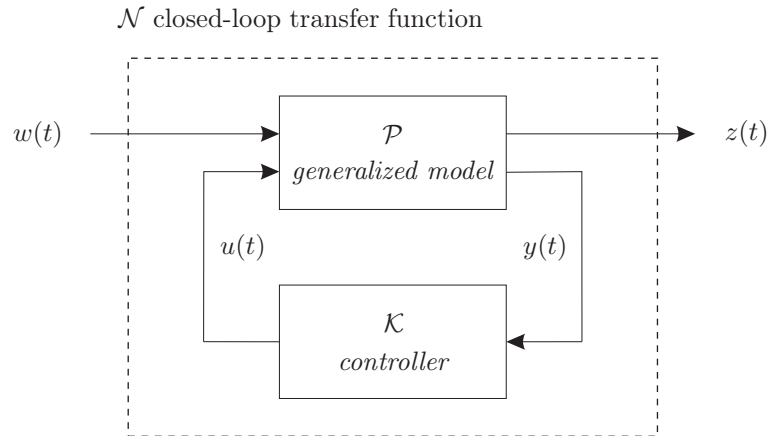 𝒩 closed-loop transfer function
w(t)
𝒫
z(t)
generalized model
u(t)
y(t)
𝒦
controller